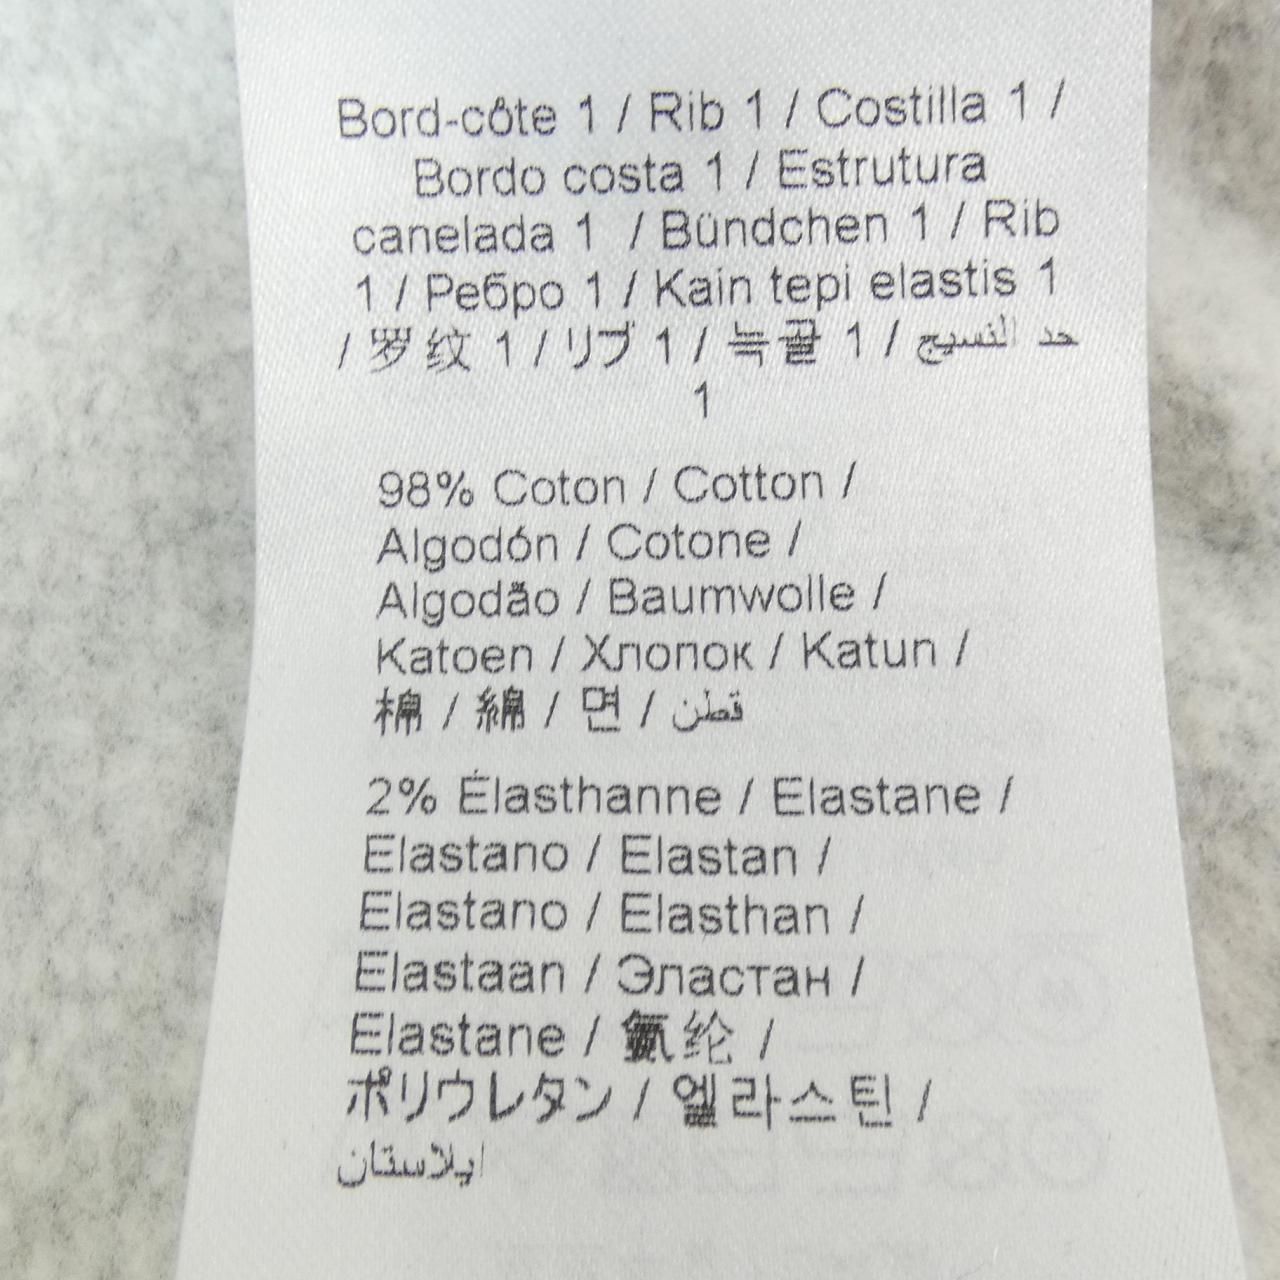 Bord-côte 1 / Rib 1 / Costilla 1 /
Bordo costa 1 / Estrutura
canelada 1 / Bündchen 1 / Rib
1 / Ребро 1 / Kain tepi elastis 1
/ 罗纹 1 / リブ 1 / 늑골 1 / حد النسيج
1
98% Coton / Cotton /
Algodón / Cotone /
Algodão / Baumwolle /
Katoen / Хлопок / Katun /
棉 / 綿 / 면 / قطن
2% Élasthanne / Elastane /
Elastano / Elastan /
Elastano / Elasthan /
Elastaan / Эластан /
Elastane / 氨纶 /
ポリウレタン / 엘라스틴 /
ايلاستان